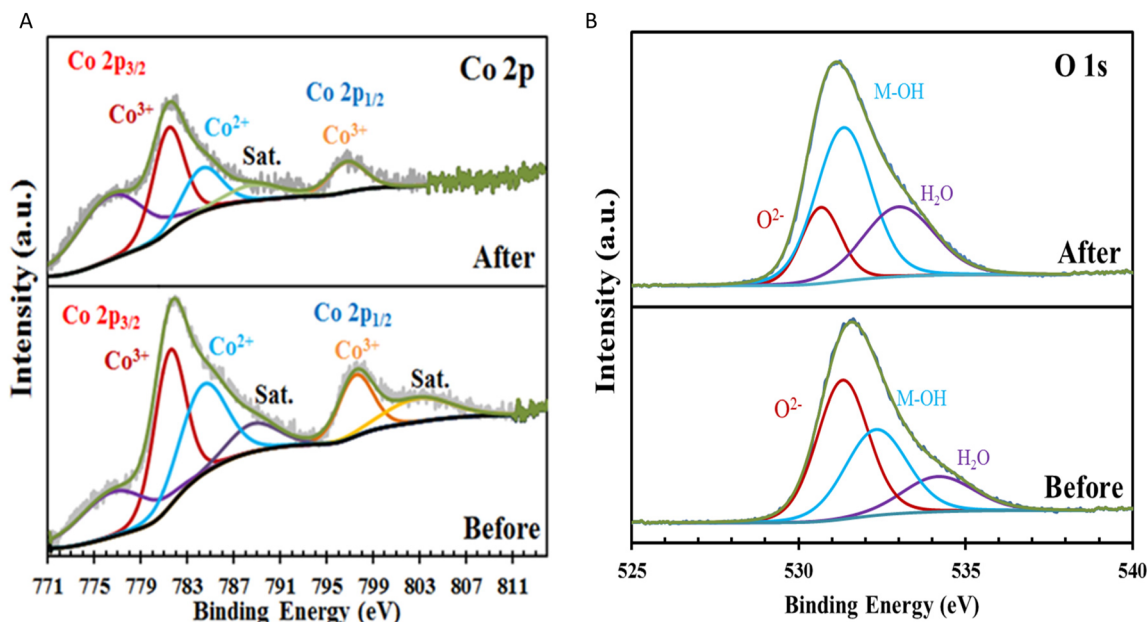 A
Co 2p
Co 2p3/2
Co 2p1/2
Co3+
Co2+
Sat.
Co3+
After
Co 2p3/2
Co 2p1/2
Co3+
Co2+
Sat.
Co3+
Sat.
Before
Intensity (a.u.)
771 775 779 783 787 791 795 799 803 807 811
Binding Energy (eV)
B
O 1s
M-OH
O2-
H2O
After
O2-
M-OH
H2O
Before
Intensity (a.u.)
525 530 535 540
Binding Energy (eV)